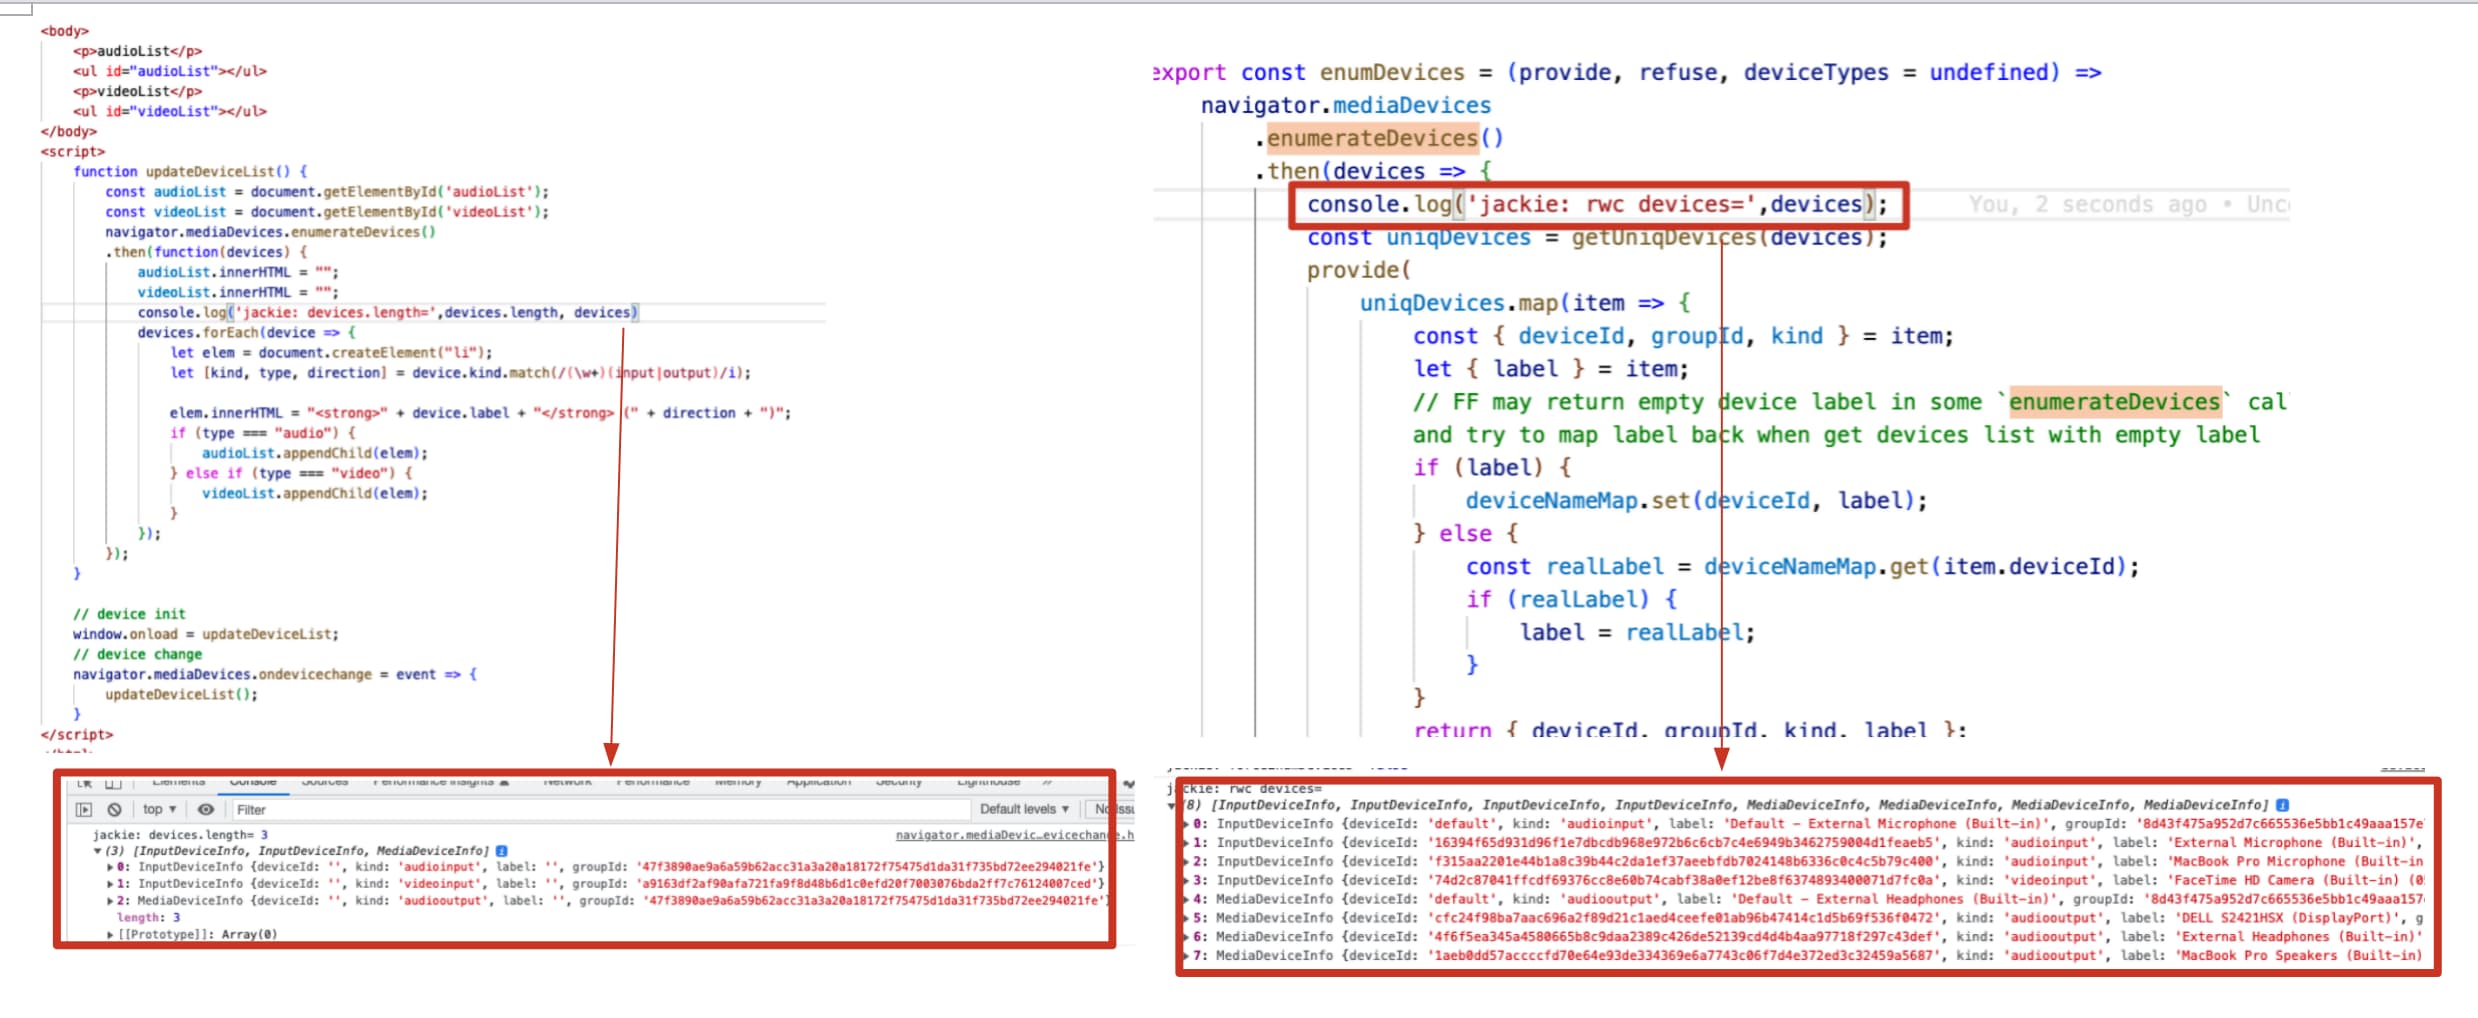 <body>
<p>audioList</p>
<ul id="audioList"></ul>
<p>videoList</p>
<ul id="videoList"></ul>
</body>
<script>
function updateDeviceList() {
const audioList = document.getElementById('audioList');
const videoList = document.getElementById('videoList');
navigator.mediaDevices.enumerateDevices()
.then(function(devices) {
audioList.innerHTML = "";
videoList.innerHTML = "";
console.log('jackie: devices.length=',devices.length, devices)
devices.forEach(device => {
let elem = document.createElement("li");
let [kind, type, direction] = device.kind.match(/(\w+)(input|output)/i);
elem.innerHTML = "<strong>" + device.label + "</strong> (" + direction + ")";
if (type === "audio") {
audioList.appendChild(elem);
} else if (type === "video") {
videoList.appendChild(elem);
}
});
});
}
// device init
window.onload = updateDeviceList;
// device change
navigator.mediaDevices.ondevicechange = event => {
updateDeviceList();
}
</script>
Elements Console Sources Performance insights Network Performance Memory Application Security Lighthouse »
top ▼ Filter Default levels ▼ No Issu
jackie: devices.length= 3 navigator.mediaDevic…evicechange.h
▼(3) [InputDeviceInfo, InputDeviceInfo, MediaDeviceInfo]
▶0: InputDeviceInfo {deviceId: '', kind: 'audioinput', label: '', groupId: '47f3890ae9a6a59b62acc31a3a20a18172f75475d1da31f735bd72ee294021fe'}
▶1: InputDeviceInfo {deviceId: '', kind: 'videoinput', label: '', groupId: 'a9163df2af90afa721fa9f8d48b6d1c0efd20f7003076bda2ff7c76124007ced'}
▶2: MediaDeviceInfo {deviceId: '', kind: 'audiooutput', label: '', groupId: '47f3890ae9a6a59b62acc31a3a20a18172f75475d1da31f735bd72ee294021fe'}
length: 3
▶[[Prototype]]: Array(0)
export const enumDevices = (provide, refuse, deviceTypes = undefined) =>
navigator.mediaDevices
.enumerateDevices()
.then(devices => {
console.log('jackie: rwc devices=',devices); You, 2 seconds ago • Unc
const uniqDevices = getUniqDevices(devices);
provide(
uniqDevices.map(item => {
const { deviceId, groupId, kind } = item;
let { label } = item;
// FF may return empty device label in some `enumerateDevices` cal
and try to map label back when get devices list with empty label
if (label) {
deviceNameMap.set(deviceId, label);
} else {
const realLabel = deviceNameMap.get(item.deviceId);
if (realLabel) {
label = realLabel;
}
}
return { deviceId, groupId, kind, label };
jackie: rwc devices=
▼(8) [InputDeviceInfo, InputDeviceInfo, InputDeviceInfo, InputDeviceInfo, MediaDeviceInfo, MediaDeviceInfo, MediaDeviceInfo, MediaDeviceInfo]
▶0: InputDeviceInfo {deviceId: 'default', kind: 'audioinput', label: 'Default - External Microphone (Built-in)', groupId: '8d43f475a952d7c665536e5bb1c49aaa157e
▶1: InputDeviceInfo {deviceId: '16394f65d931d96f1e7dbcdb968e972b6c6cb7c4e6949b3462759004d1feaeb5', kind: 'audioinput', label: 'External Microphone (Built-in)',
▶2: InputDeviceInfo {deviceId: 'f315aa2201e44b1a8c39b44c2da1ef37aeebfdb7024148b6336c0c4c5b79c400', kind: 'audioinput', label: 'MacBook Pro Microphone (Built-in
▶3: InputDeviceInfo {deviceId: '74d2c87041ffcdf69376cc8e60b74cabf38a0ef12be8f6374893400071d7fc0a', kind: 'videoinput', label: 'FaceTime HD Camera (Built-in) (0
▶4: MediaDeviceInfo {deviceId: 'default', kind: 'audiooutput', label: 'Default - External Headphones (Built-in)', groupId: '8d43f475a952d7c665536e5bb1c49aaa157
▶5: MediaDeviceInfo {deviceId: 'cfc24f98ba7aac696a2f89d21c1aed4ceefe01ab96b47414c1d5b69f536f0472', kind: 'audiooutput', label: 'DELL S2421HSX (DisplayPort)', g
▶6: MediaDeviceInfo {deviceId: '4f6f5ea345a4580665b8c9daa2389c426de52139cd4d4b4aa97718f297c43def', kind: 'audiooutput', label: 'External Headphones (Built-in)'
▶7: MediaDeviceInfo {deviceId: '1aeb0dd57accccfd70e64e93de334369e6a7743c06f7d4e372ed3c32459a5687', kind: 'audiooutput', label: 'MacBook Pro Speakers (Built-in)